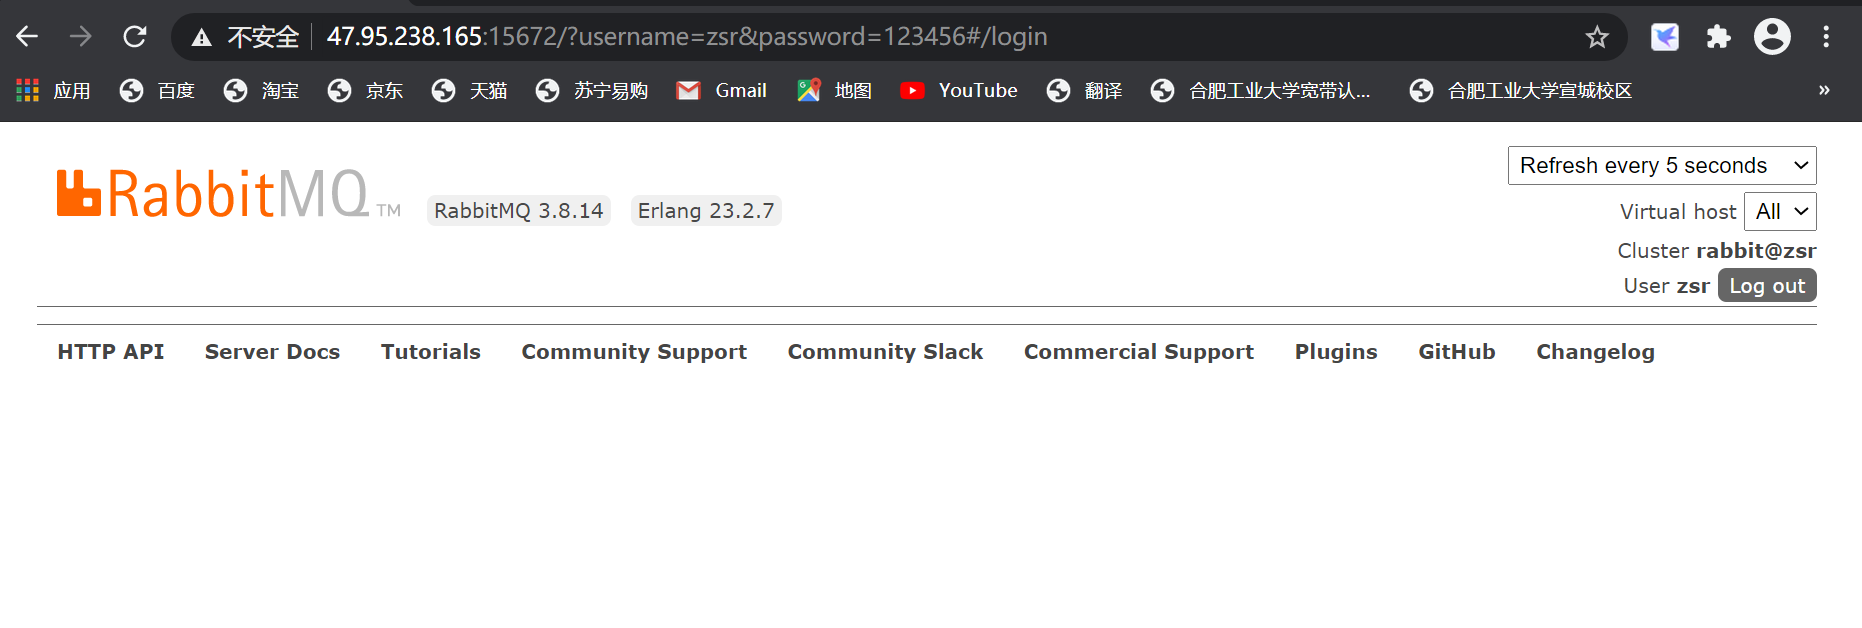 不安全 47.95.238.165:15672/?username=zsr&password=123456#/login
应用 百度 淘宝 京东 天猫 苏宁易购 Gmail 地图 YouTube 翻译 合肥工业大学宽带认... 合肥工业大学宣城校区 »
Refresh every 5 seconds
RabbitMQ TM RabbitMQ 3.8.14 Erlang 23.2.7
Virtual host All
Cluster rabbit@zsr
User zsr Log out
HTTP API Server Docs Tutorials Community Support Community Slack Commercial Support Plugins GitHub Changelog